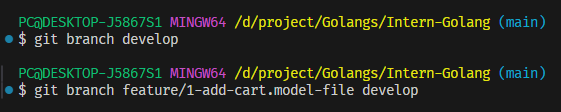 PC@DESKTOP-J5867S1 MINGW64 /d/project/Golangs/Intern-Golang (main)
$ git branch develop
PC@DESKTOP-J5867S1 MINGW64 /d/project/Golangs/Intern-Golang (main)
$ git branch feature/1-add-cart.model-file develop